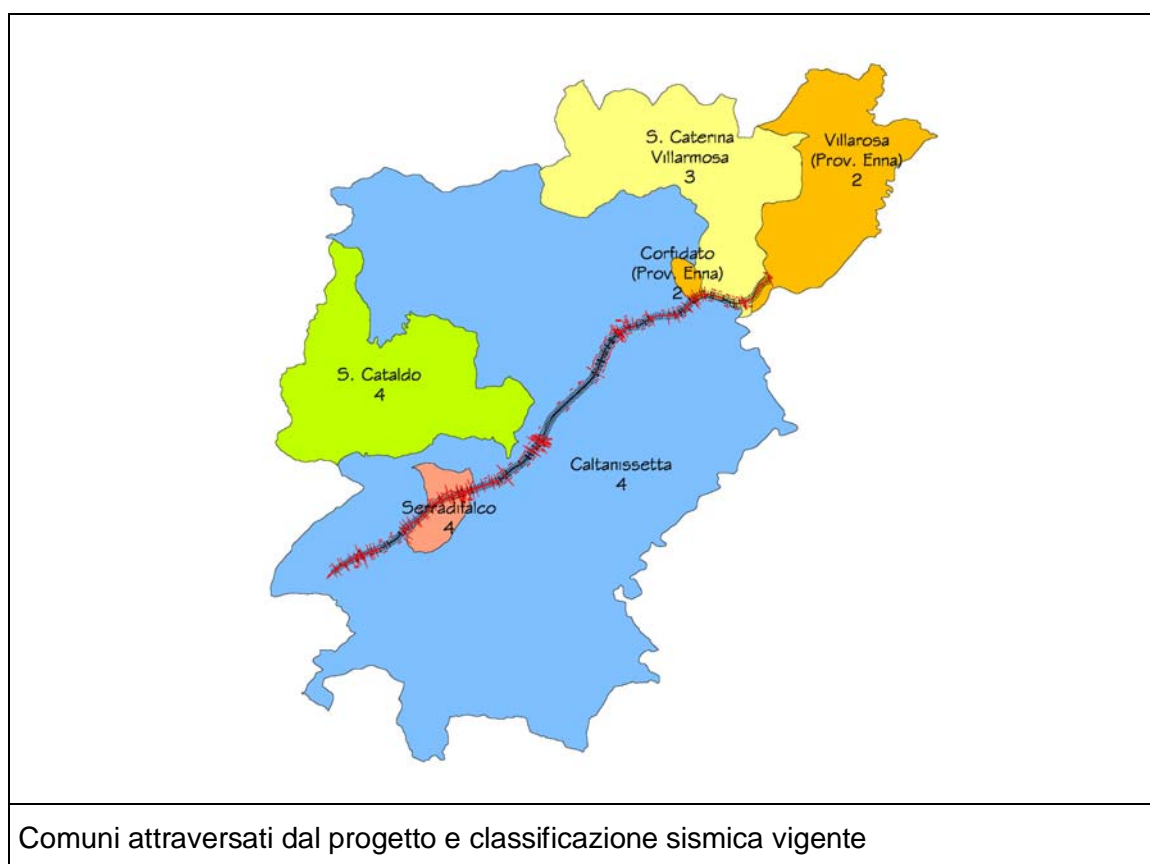 S. Caterina
Villarmosa
3
Villarosa
(Prov. Enna)
2
Corfidato
(Prov. Enna)
2
S. Cataldo
4
Caltanissetta
4
Serradifalco
4
Comuni attraversati dal progetto e classificazione sismica vigente